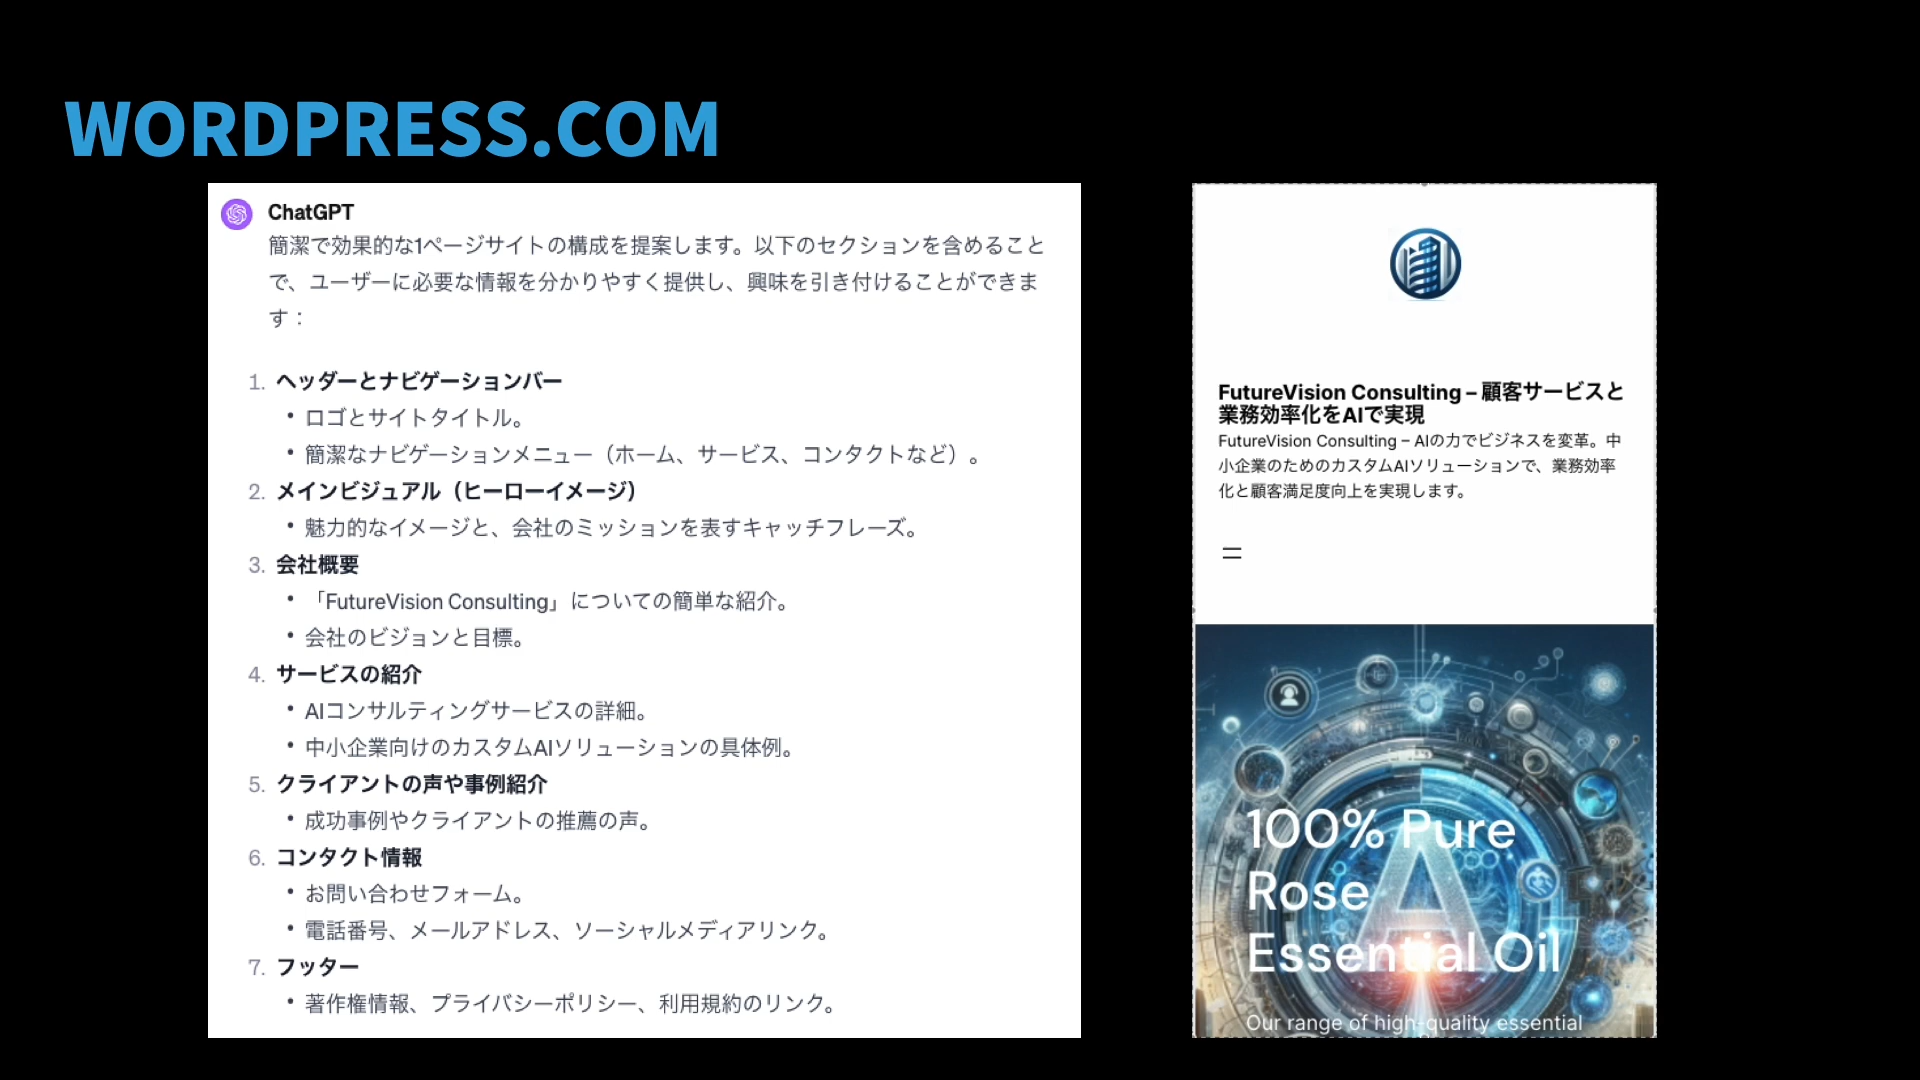 WORDPRESS.COM
ChatGPT
簡潔で効果的な1ページサイトの構成を提案します。以下のセクションを含めること
で、ユーザーに必要な情報を分かりやすく提供し、興味を引き付けることができま
す：
1. ヘッダーとナビゲーションバー
• ロゴとサイトタイトル。
• 簡潔なナビゲーションメニュー（ホーム、サービス、コンタクトなど）。
2. メインビジュアル（ヒーローイメージ）
• 魅力的なイメージと、会社のミッションを表すキャッチフレーズ。
3. 会社概要
• 「FutureVision Consulting」についての簡単な紹介。
• 会社のビジョンと目標。
4. サービスの紹介
• AIコンサルティングサービスの詳細。
• 中小企業向けのカスタムAIソリューションの具体例。
5. クライアントの声や事例紹介
• 成功事例やクライアントの推薦の声。
6. コンタクト情報
• お問い合わせフォーム。
• 電話番号、メールアドレス、ソーシャルメディアリンク。
7. フッター
• 著作権情報、プライバシーポリシー、利用規約のリンク。
FutureVision Consulting – 顧客サービスと
業務効率化をAIで実現
FutureVision Consulting – AIの力でビジネスを変革。中
小企業のためのカスタムAIソリューションで、業務効率
化と顧客満足度向上を実現します。
100% Pure
Rose
Essential Oil
Our range of high-quality essential